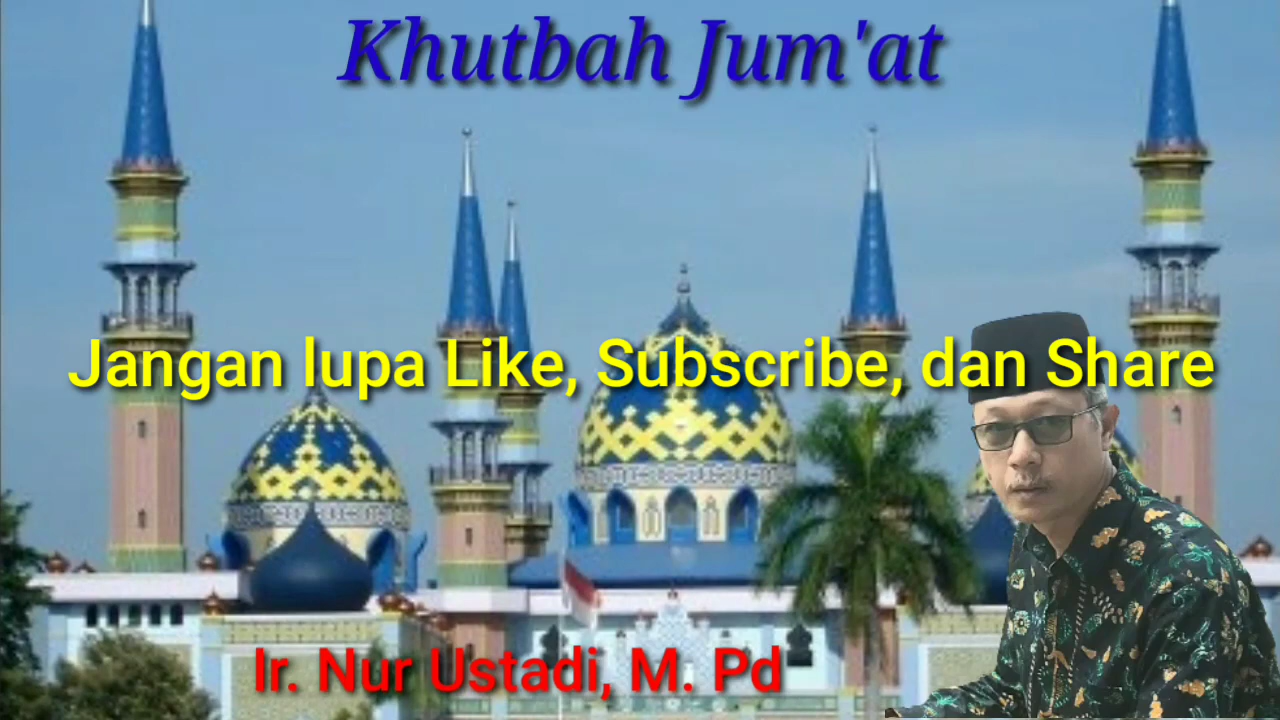 Khutbah Jum'at
Jangan lupa Like, Subscribe, dan Share
Ir. Nur Ustadi, M. Pd